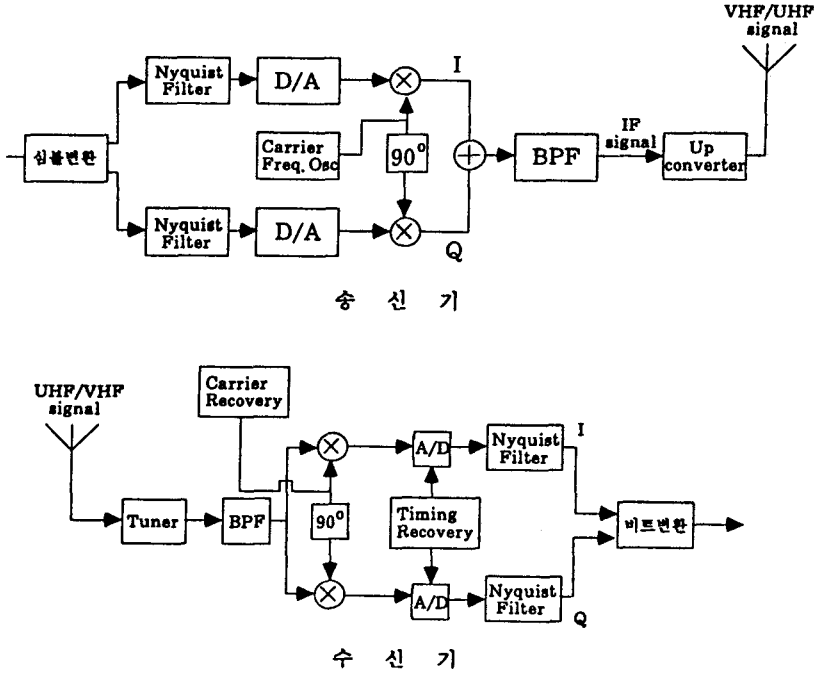 VHF/UHF
signal
Nyquist
Filter
D/A
I
심볼변환
Carrier
Freq. Osc
90°
BPF
IF
signal
Up
converter
Nyquist
Filter
D/A
Q
송 신 기
UHF/VHF
signal
Carrier
Recovery
A/D
Nyquist
Filter
I
Tuner
BPF
90°
Timing
Recovery
비트변환
A/D
Nyquist
Filter
Q
수 신 기